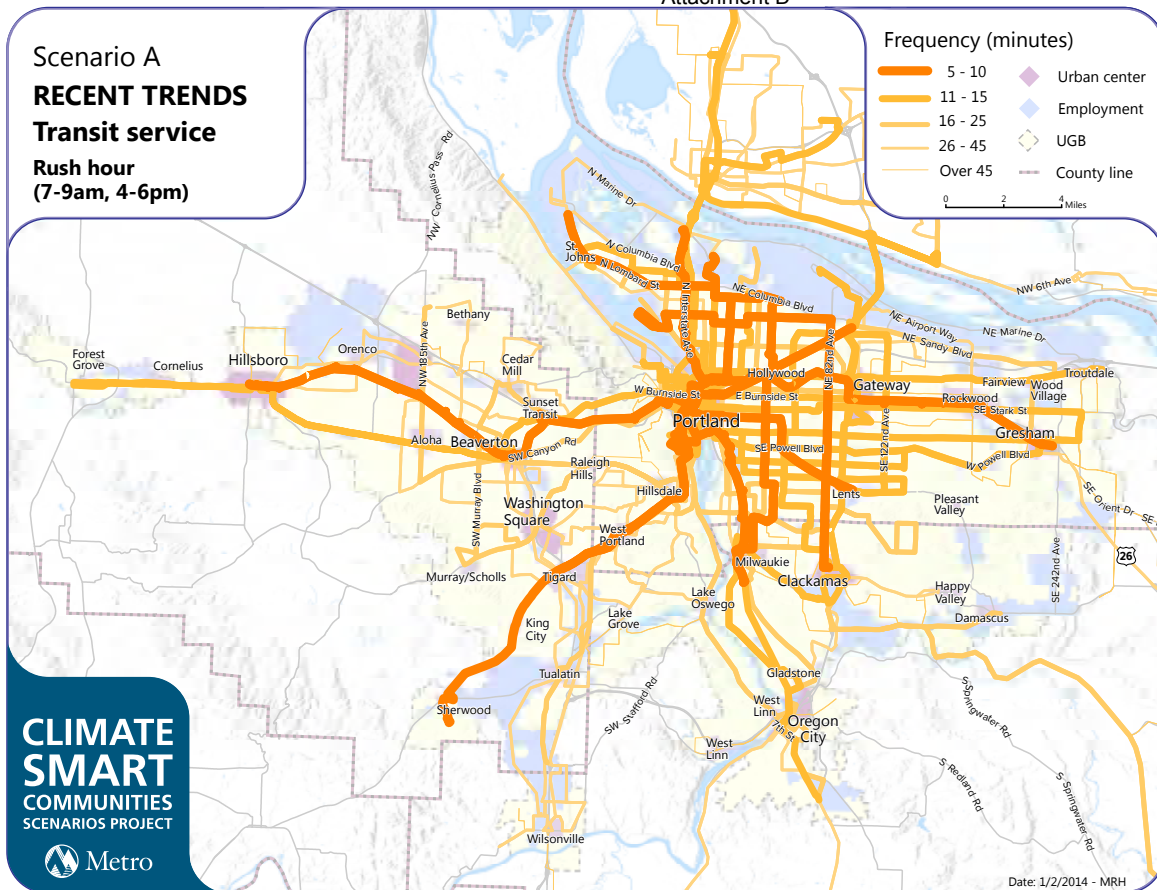 Attachment D
Scenario A
RECENT TRENDS
Transit service
Rush hour
(7-9am, 4-6pm)
Frequency (minutes)
5 - 10
11 - 15
16 - 25
26 - 45
Over 45
Urban center
Employment
UGB
County line
0 2 4 Miles
NW Cornelius Pass Rd
N Marine Dr
St.
Johns
N Columbia Blvd
N Lombard St
N Interstate Ave
NE Columbia Blvd
NW 6th Ave
NE Airport Way
NE Marine Dr
NE Sandy Blvd
NE 82nd Ave
Bethany
NW 185th Ave
Orenco
Cedar
Mill
Forest
Grove
Cornelius
Hillsboro
Hollywood
Gateway
Troutdale
Fairview
Wood
Village
Rockwood
W Burnside St
E Burnside St
SE Stark St
Sunset
Transit
Portland
Gresham
Aloha
Beaverton
SW Canyon Rd
SE Powell Blvd
SE 122nd Ave
W Powell Blvd
Raleigh
Hills
SW Murray Blvd
Hillsdale
Lents
Pleasant
Valley
SE Orient Dr
SE
Washington
Square
West
Portland
26
Murray/Scholls
Tigard
Milwaukie
Clackamas
SE 242nd Ave
Happy
Valley
Lake
Oswego
Damascus
Lake
Grove
King
City
Tualatin
Gladstone
SW Stafford Rd
S Springwater Rd
Sherwood
West
Linn
Oregon
City
7th St
West
Linn
S Redland Rd
S Springwater Rd
Wilsonville
CLIMATE
SMART
COMMUNITIES
SCENARIOS PROJECT
Metro
Date: 1/2/2014 - MRH